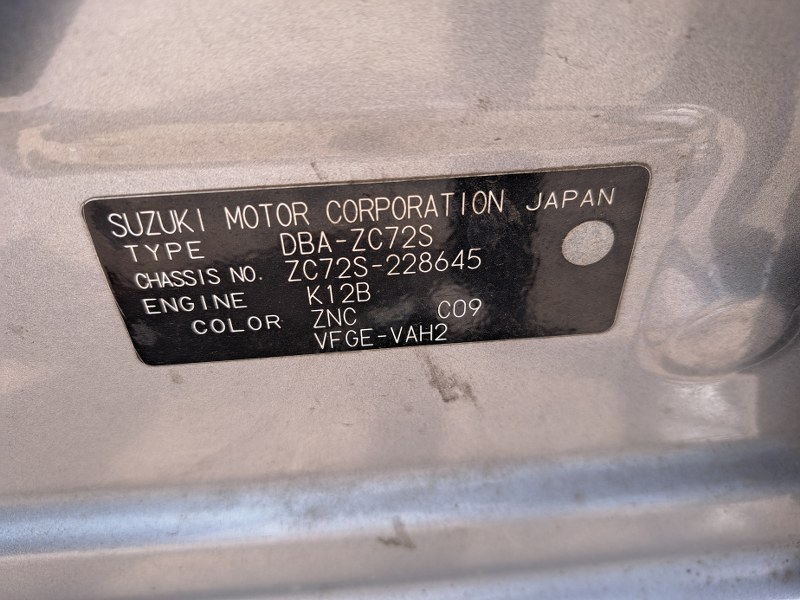 SUZUKI MOTOR CORPORATION JAPAN
TYPE DBA-ZC72S
CHASSIS NO. ZC72S-228645
ENGINE K12B
COLOR ZNC C09
VFGE-VAH2